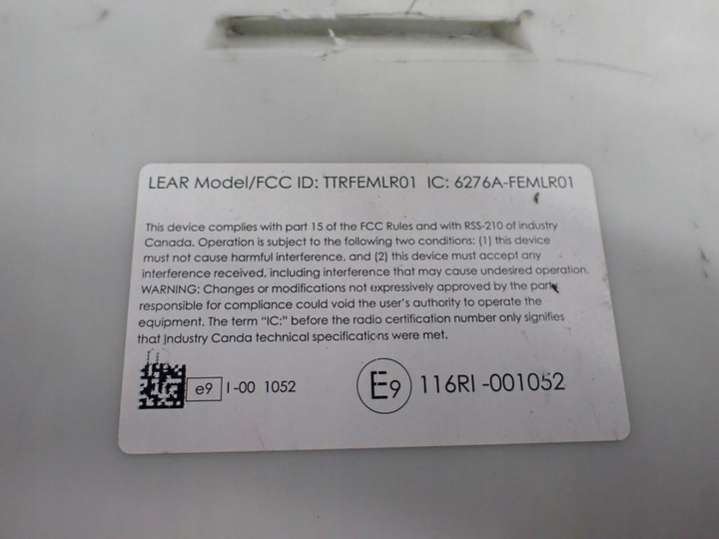 LEAR Model/FCC ID: TTRFEMLR01 IC: 6276A-FEMLR01
This device complies with part 15 of the FCC Rules and with RSS-210 of industry
Canada. Operation is subject to the following two conditions: (1) this device
must not cause harmful interference, and (2) this device must accept any
interference received, including interference that may cause undesired operation.
WARNING: Changes or modifications not expressively approved by the party
responsible for compliance could void the user's authority to operate the
equipment. The term "IC:" before the radio certification number only signifies
that Industry Canda technical specifications were met.
e9 I-00 1052 E9 116RI-001052